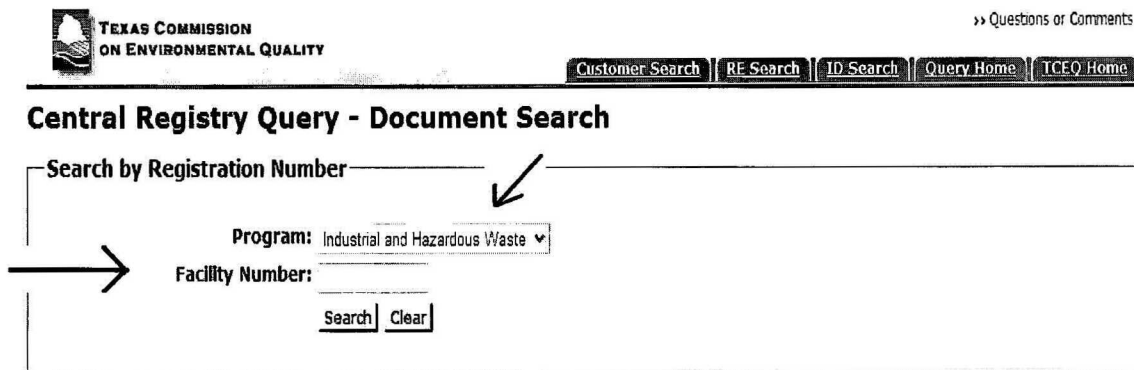 TEXAS COMMISSION
ON ENVIRONMENTAL QUALITY
>> Questions or Comments
Customer Search RE Search ID Search Query Home TCEQ Home
Central Registry Query - Document Search
Search by Registration Number
Program: Industrial and Hazardous Waste
Facility Number:
Search Clear